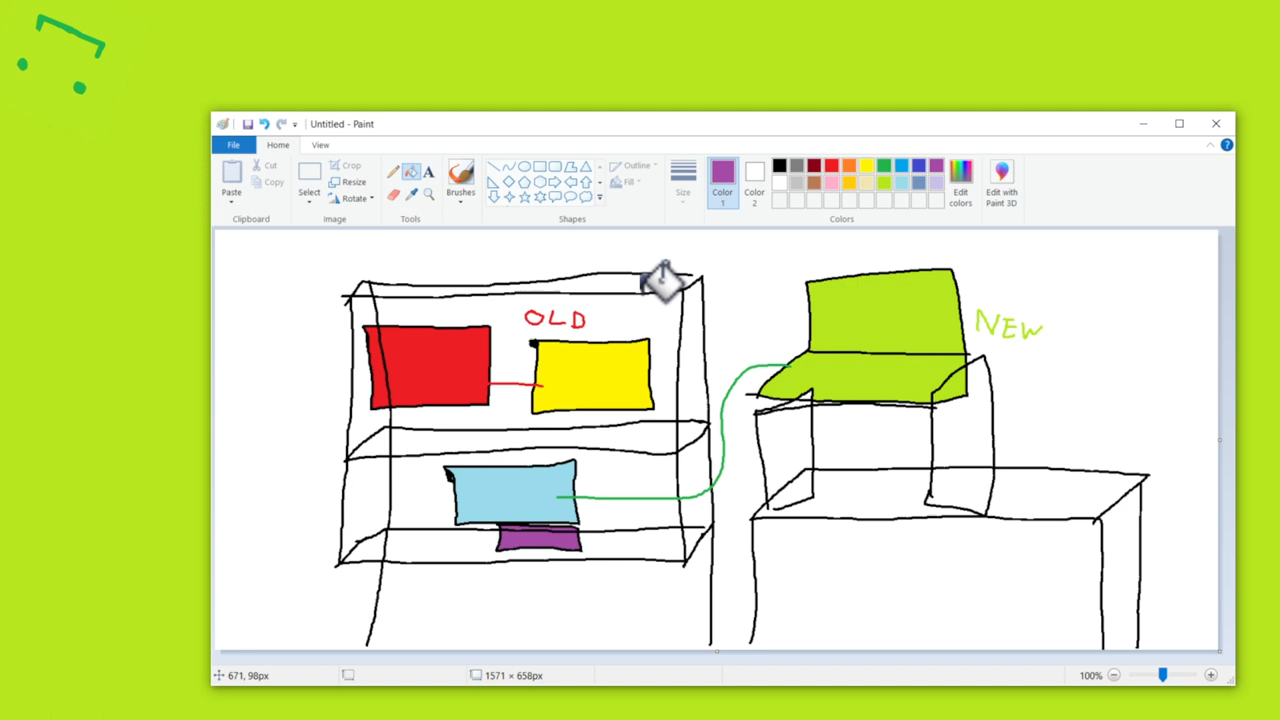 Untitled - Paint
File Home View
Paste
Cut
Copy
Clipboard
Select
Crop
Resize
Rotate
Image
A
Tools
Brushes
Shapes
Outline
Fill
Size
Color 1
Color 2
Colors
Edit colors
Edit with Paint 3D
OLD
NEW
671, 98px
1571 × 658px
100%